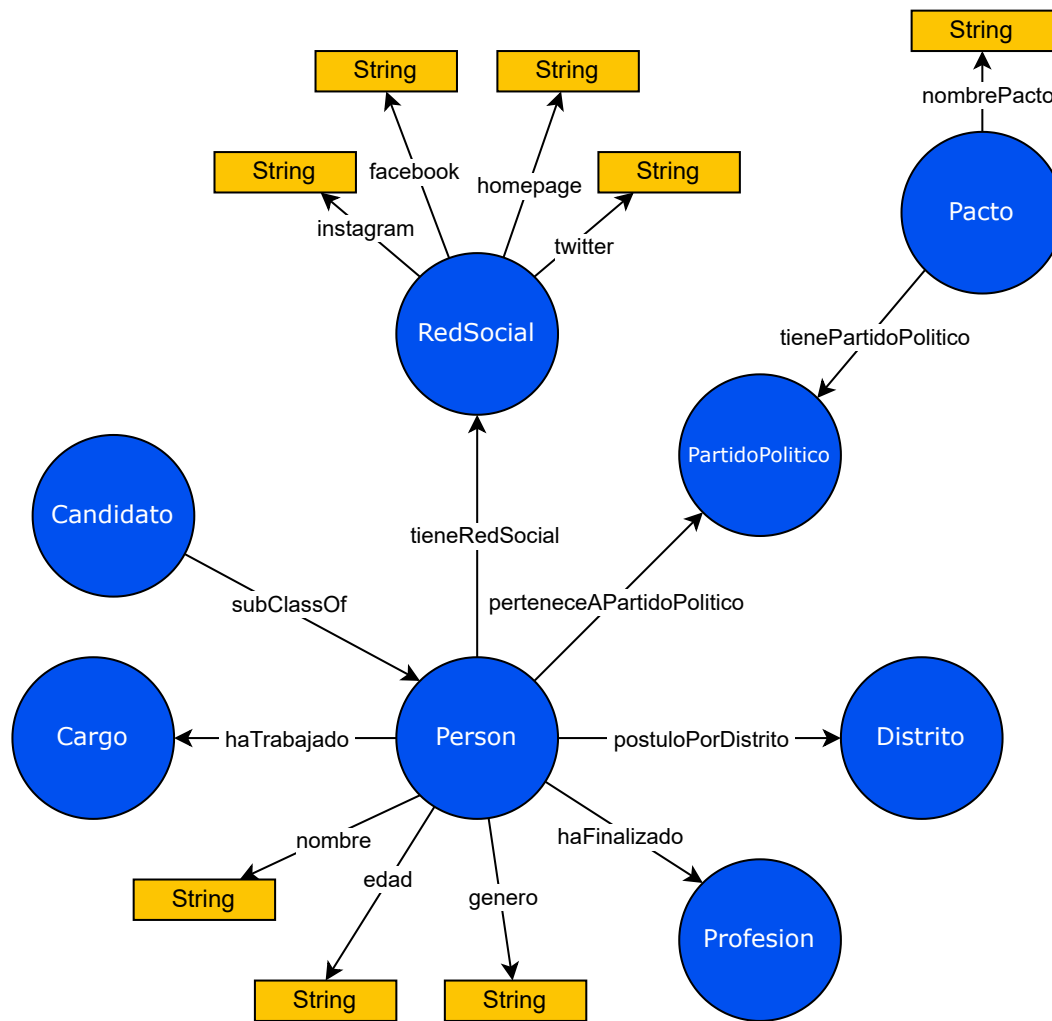 String
nombrePacto
Pacto
String
String
facebook
homepage
String
String
instagram
twitter
RedSocial
tienePartidoPolitico
PartidoPolitico
Candidato
tieneRedSocial
subClassOf
perteneceAPartidoPolitico
Cargo
haTrabajado
Person
postuloPorDistrito
Distrito
nombre
haFinalizado
edad
genero
String
Profesion
String
String